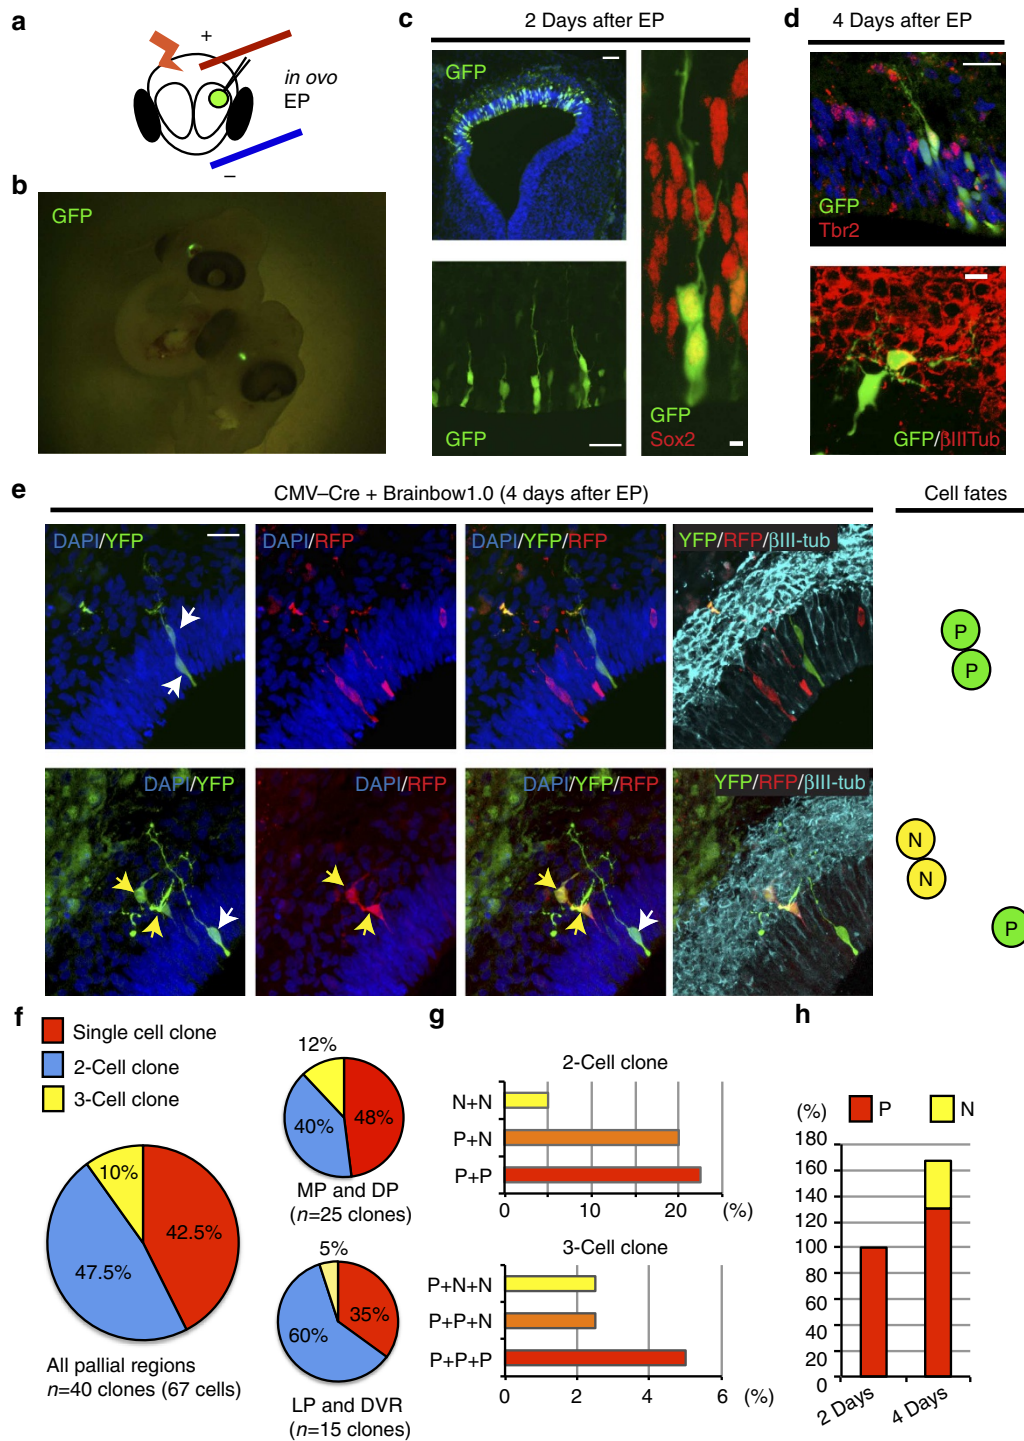 a
+
in ovo
EP
–
b
GFP
c
2 Days after EP
GFP
GFP
GFP
Sox2
d
4 Days after EP
GFP
Tbr2
GFP/βIIITub
e
CMV–Cre + Brainbow1.0 (4 days after EP)
Cell fates
DAPI/YFP
DAPI/RFP
DAPI/YFP/RFP
YFP/RFP/βIII-tub
P
P
DAPI/YFP
DAPI/RFP
DAPI/YFP/RFP
YFP/RFP/βIII-tub
N
N
P
f
Single cell clone
2-Cell clone
3-Cell clone
10%
42.5%
47.5%
All pallial regions
n=40 clones (67 cells)
12%
48%
40%
MP and DP
(n=25 clones)
5%
35%
60%
LP and DVR
(n=15 clones)
g
2-Cell clone
N+N
P+N
P+P
0 10 20 (%)
3-Cell clone
P+N+N
P+P+N
P+P+P
0 2 4 6 (%)
h
(%) P N
180
160
140
120
100
80
60
40
20
0
2 Days 4 Days